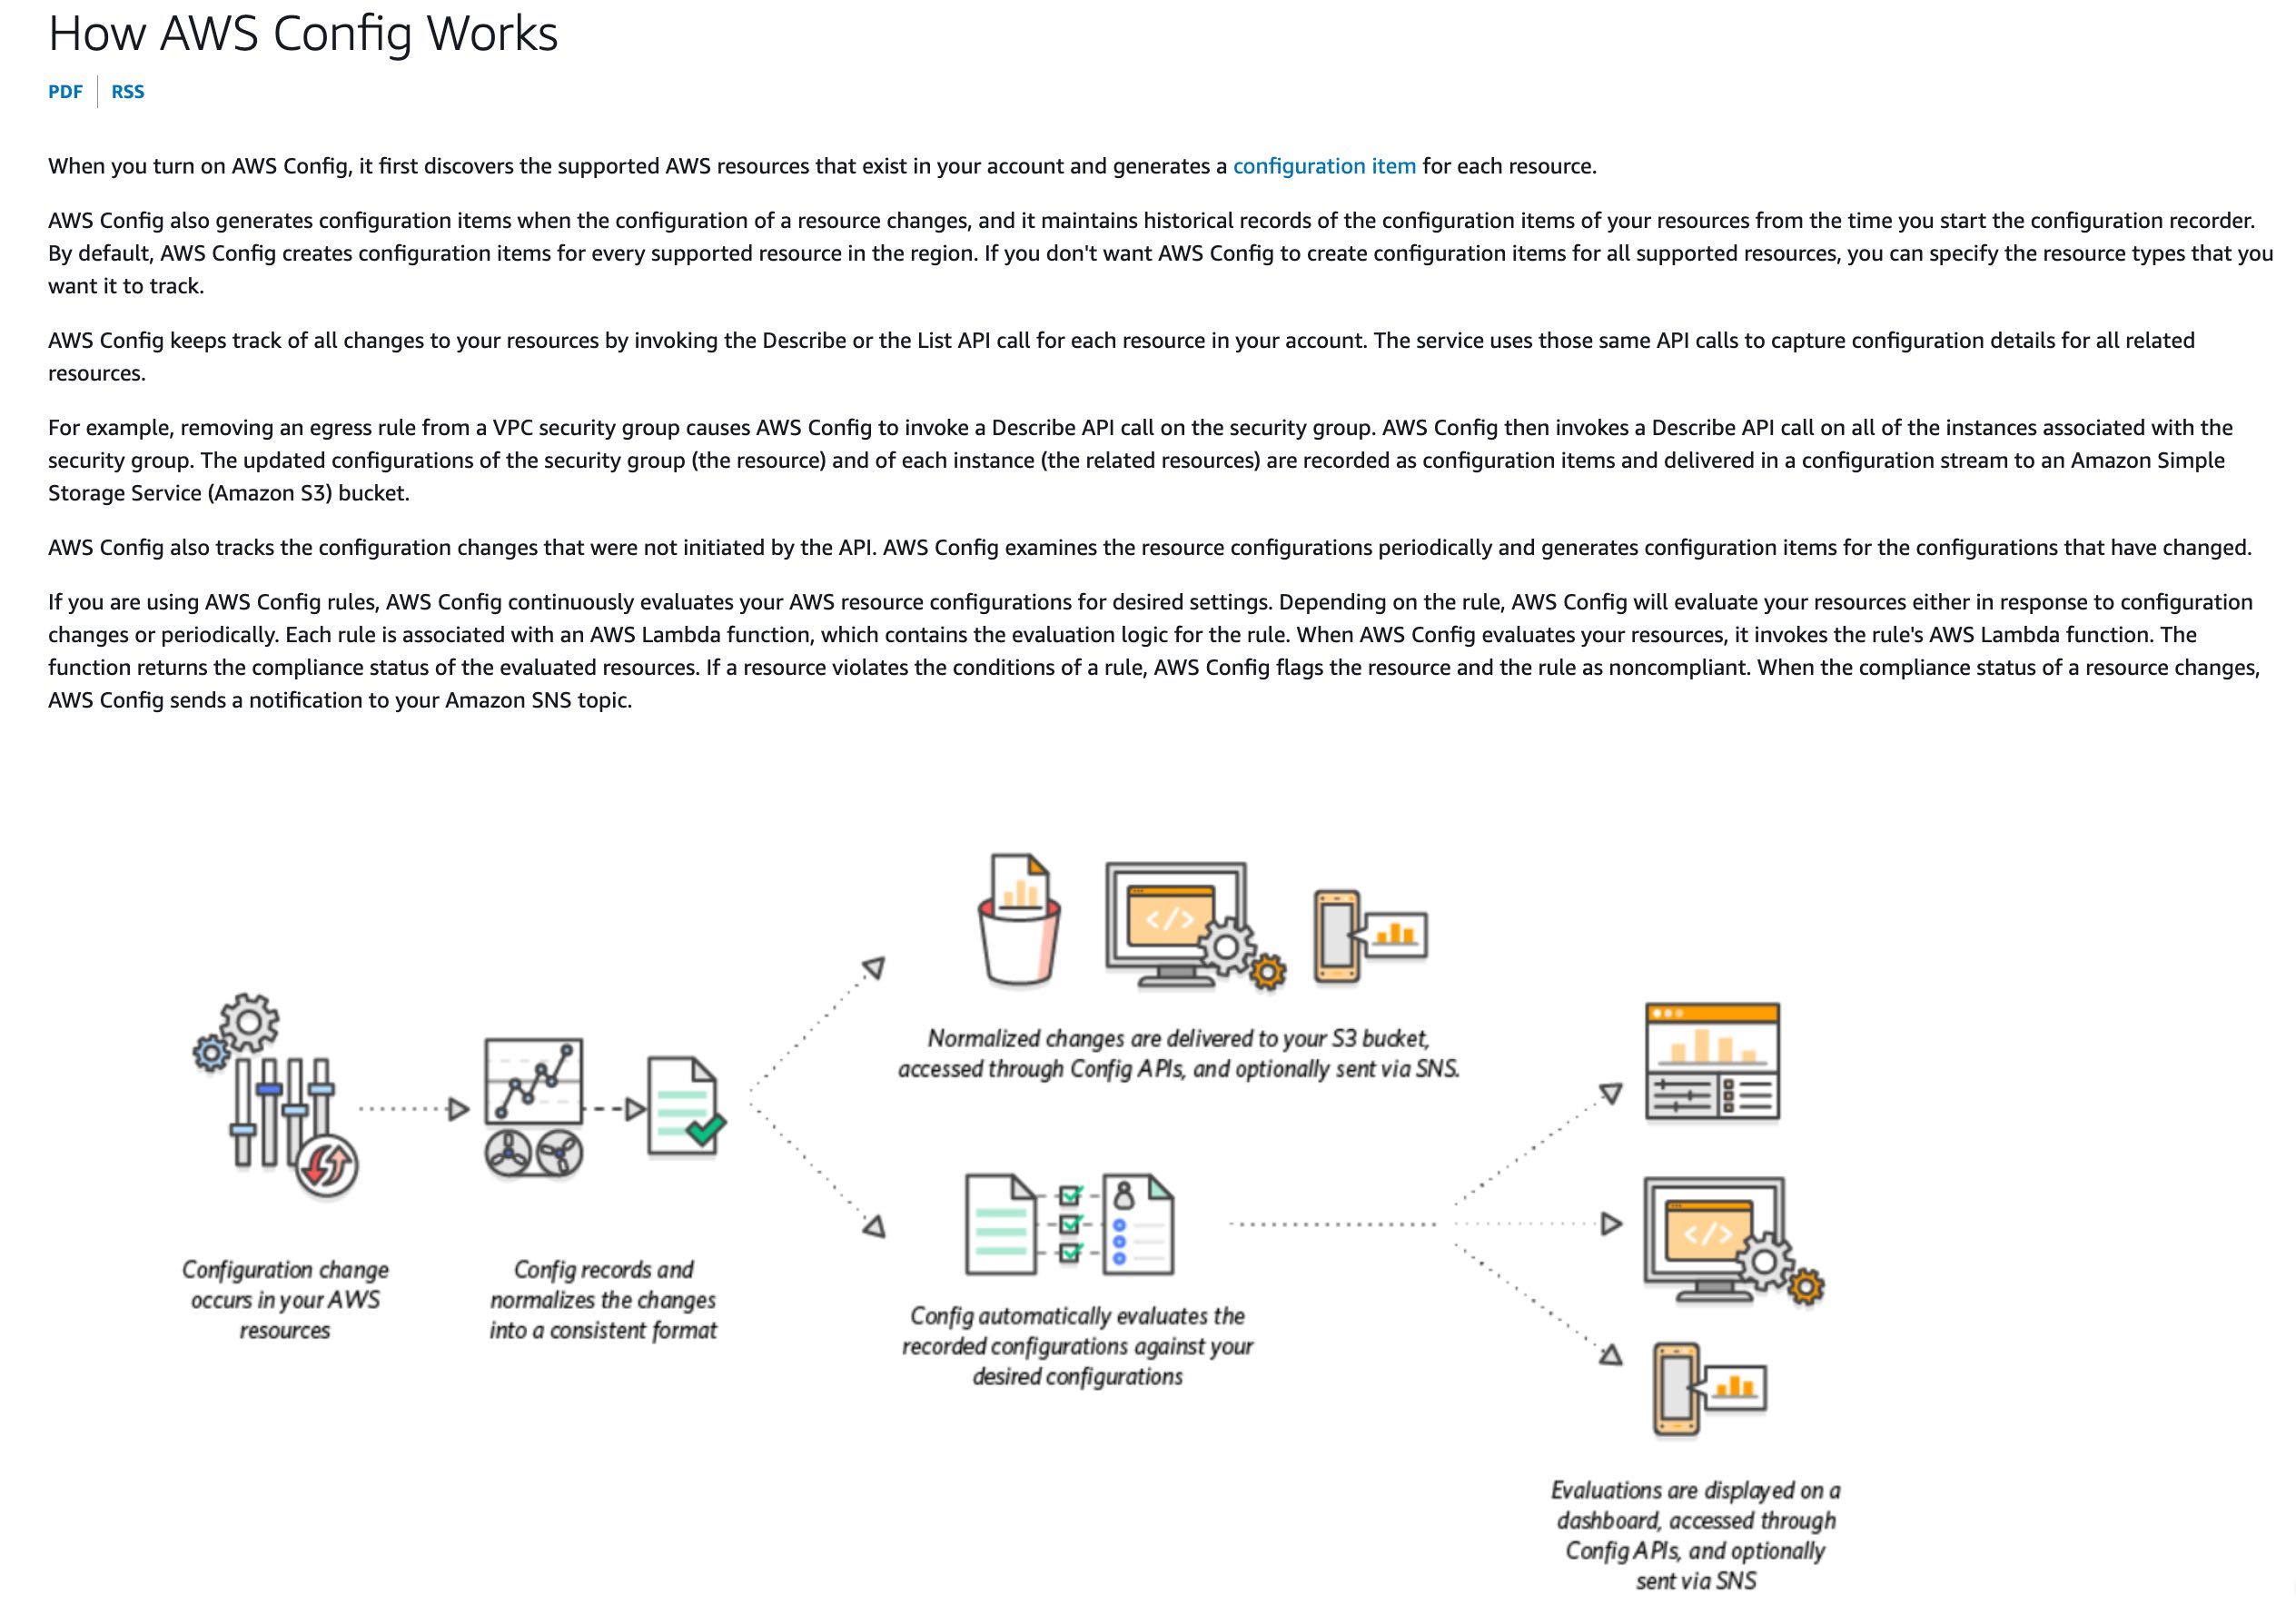 How AWS Config Works
PDF
RSS
When you turn on AWS Config, it first discovers the supported AWS resources that exist in your account and generates a configuration item for each resource.
AWS Config also generates configuration items when the configuration of a resource changes, and it maintains historical records of the configuration items of your resources from the time you start the configuration recorder.
By default, AWS Config creates configuration items for every supported resource in the region. If you don't want AWS Config to create configuration items for all supported resources, you can specify the resource types that you
want it to track.
AWS Config keeps track of all changes to your resources by invoking the Describe or the List API call for each resource in your account. The service uses those same API calls to capture configuration details for all related
resources.
For example, removing an egress rule from a VPC security group causes AWS Config to invoke a Describe API call on the security group. AWS Config then invokes a Describe API call on all of the instances associated with the
security group. The updated configurations of the security group (the resource) and of each instance (the related resources) are recorded as configuration items and delivered in a configuration stream to an Amazon Simple
Storage Service (Amazon S3) bucket.
AWS Config also tracks the configuration changes that were not initiated by the API. AWS Config examines the resource configurations periodically and generates configuration items for the configurations that have changed.
If you are using AWS Config rules, AWS Config continuously evaluates your AWS resource configurations for desired settings. Depending on the rule, AWS Config will evaluate your resources either in response to configuration
changes or periodically. Each rule is associated with an AWS Lambda function, which contains the evaluation logic for the rule. When AWS Config evaluates your resources, it invokes the rule's AWS Lambda function. The
function returns the compliance status of the evaluated resources. If a resource violates the conditions of a rule, AWS Config flags the resource and the rule as noncompliant. When the compliance status of a resource changes,
AWS Config sends a notification to your Amazon SNS topic.
</>
Normalized changes are delivered to your S3 bucket,
accessed through Config APIs, and optionally sent via SNS.
Configuration change
occurs in your AWS
resources
Config records and
normalizes the changes
into a consistent format
Config automatically evaluates the
recorded configurations against your
desired configurations
</>
Evaluations are displayed on a
dashboard, accessed through
Config APIs, and optionally
sent via SNS